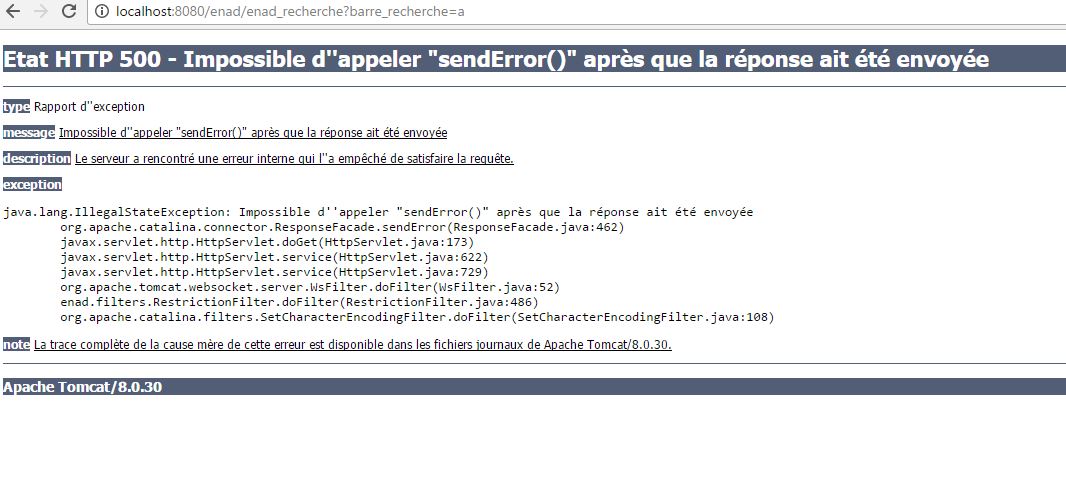 localhost:8080/enad/enad_recherche?barre_recherche=a
Etat HTTP 500 - Impossible d''appeler "sendError()" après que la réponse ait été envoyée
type Rapport d''exception
message Impossible d''appeler "sendError()" après que la réponse ait été envoyée
description Le serveur a rencontré une erreur interne qui l''a empêché de satisfaire la requête.
exception
java.lang.IllegalStateException: Impossible d''appeler "sendError()" après que la réponse ait été envoyée
org.apache.catalina.connector.ResponseFacade.sendError(ResponseFacade.java:462)
javax.servlet.http.HttpServlet.doGet(HttpServlet.java:173)
javax.servlet.http.HttpServlet.service(HttpServlet.java:622)
javax.servlet.http.HttpServlet.service(HttpServlet.java:729)
org.apache.tomcat.websocket.server.WsFilter.doFilter(WsFilter.java:52)
enad.filters.RestrictionFilter.doFilter(RestrictionFilter.java:486)
org.apache.catalina.filters.SetCharacterEncodingFilter.doFilter(SetCharacterEncodingFilter.java:108)
note La trace complète de la cause mère de cette erreur est disponible dans les fichiers journaux de Apache Tomcat/8.0.30.
Apache Tomcat/8.0.30